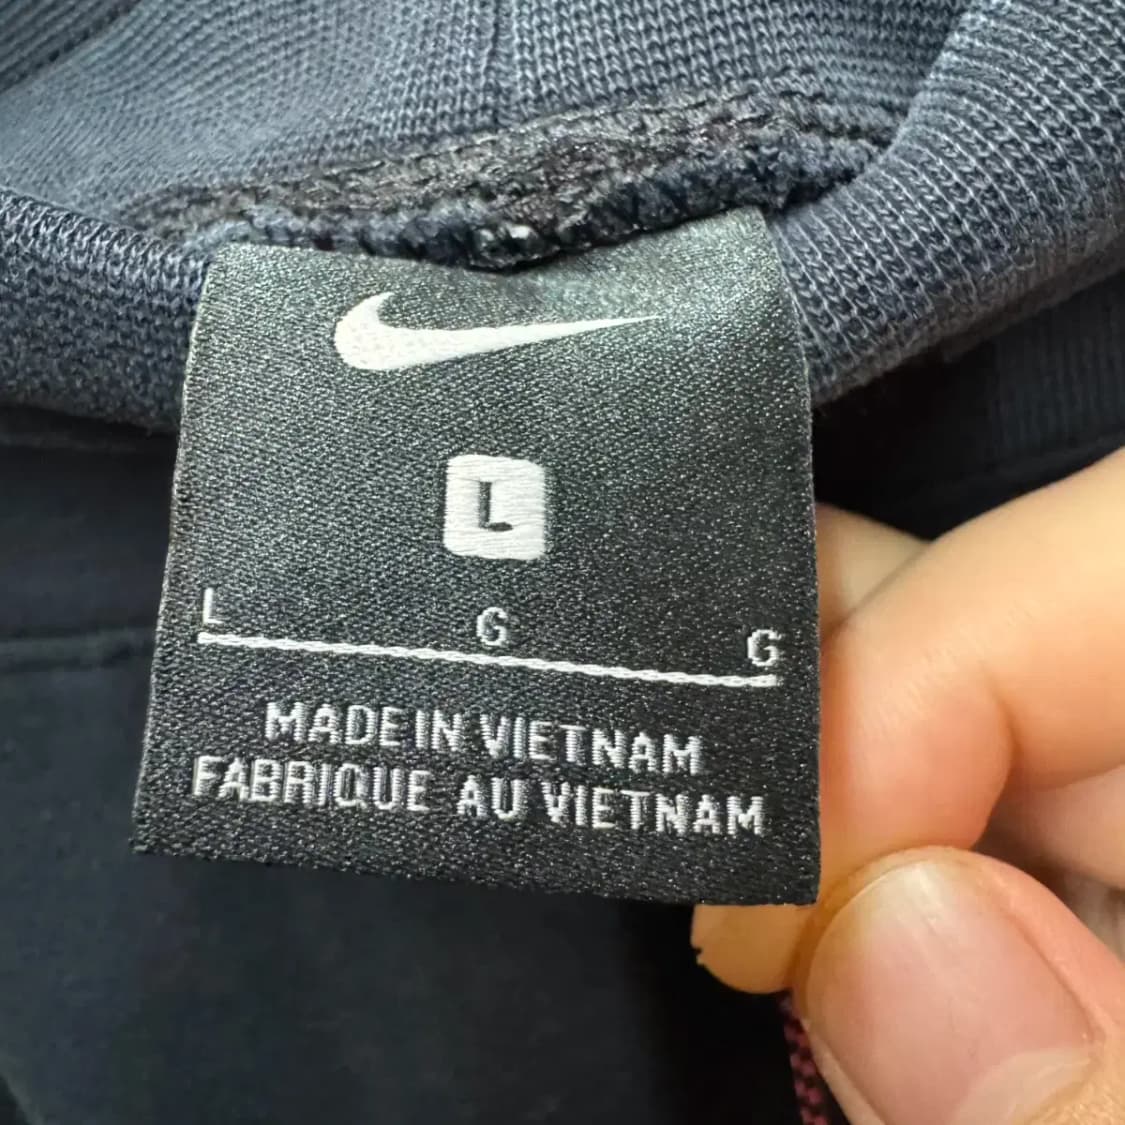 L
L G G
MADE IN VIETNAM
FABRIQUE AU VIETNAM